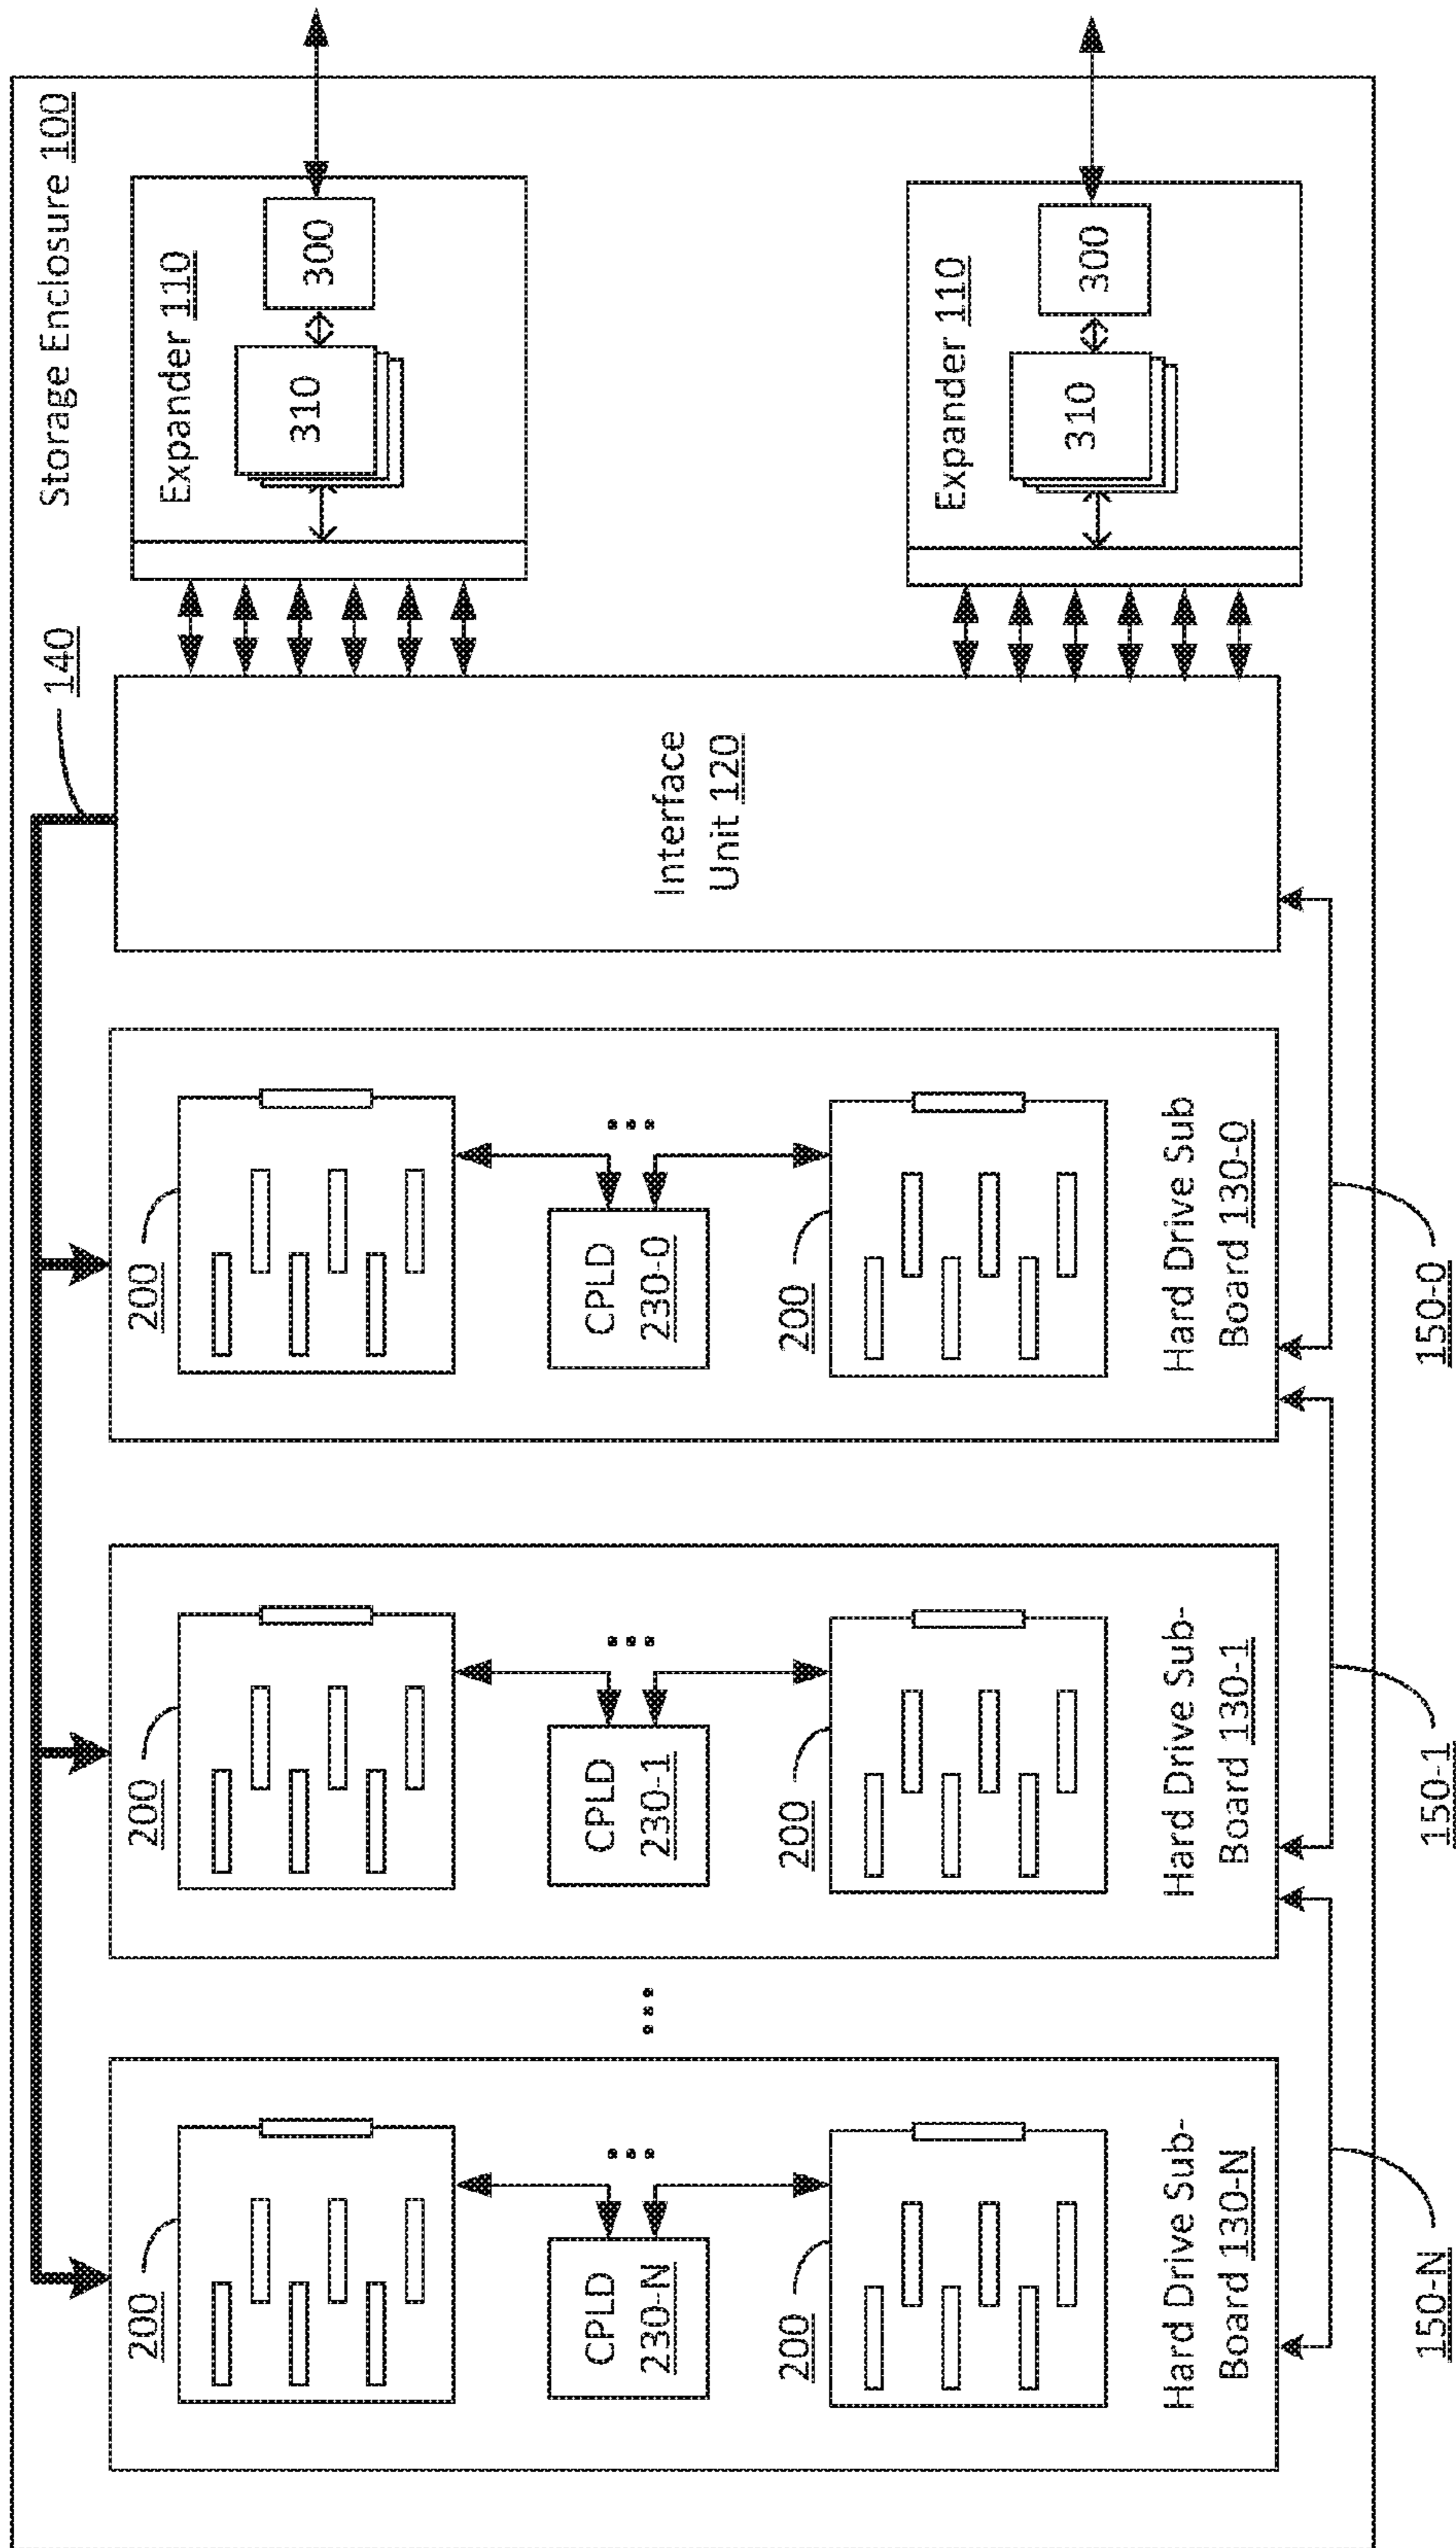 Storage Enclosure 100
140
Expander 110
310
300
Expander 110
310
300
Interface
Unit 120
200
CPLD
230-0
200
Hard Drive Sub
Board 130-0
150-0
200
CPLD
230-1
200
Hard Drive Sub-
Board 130-1
150-1
...
200
CPLD
230-N
200
Hard Drive Sub-
Board 130-N
150-N